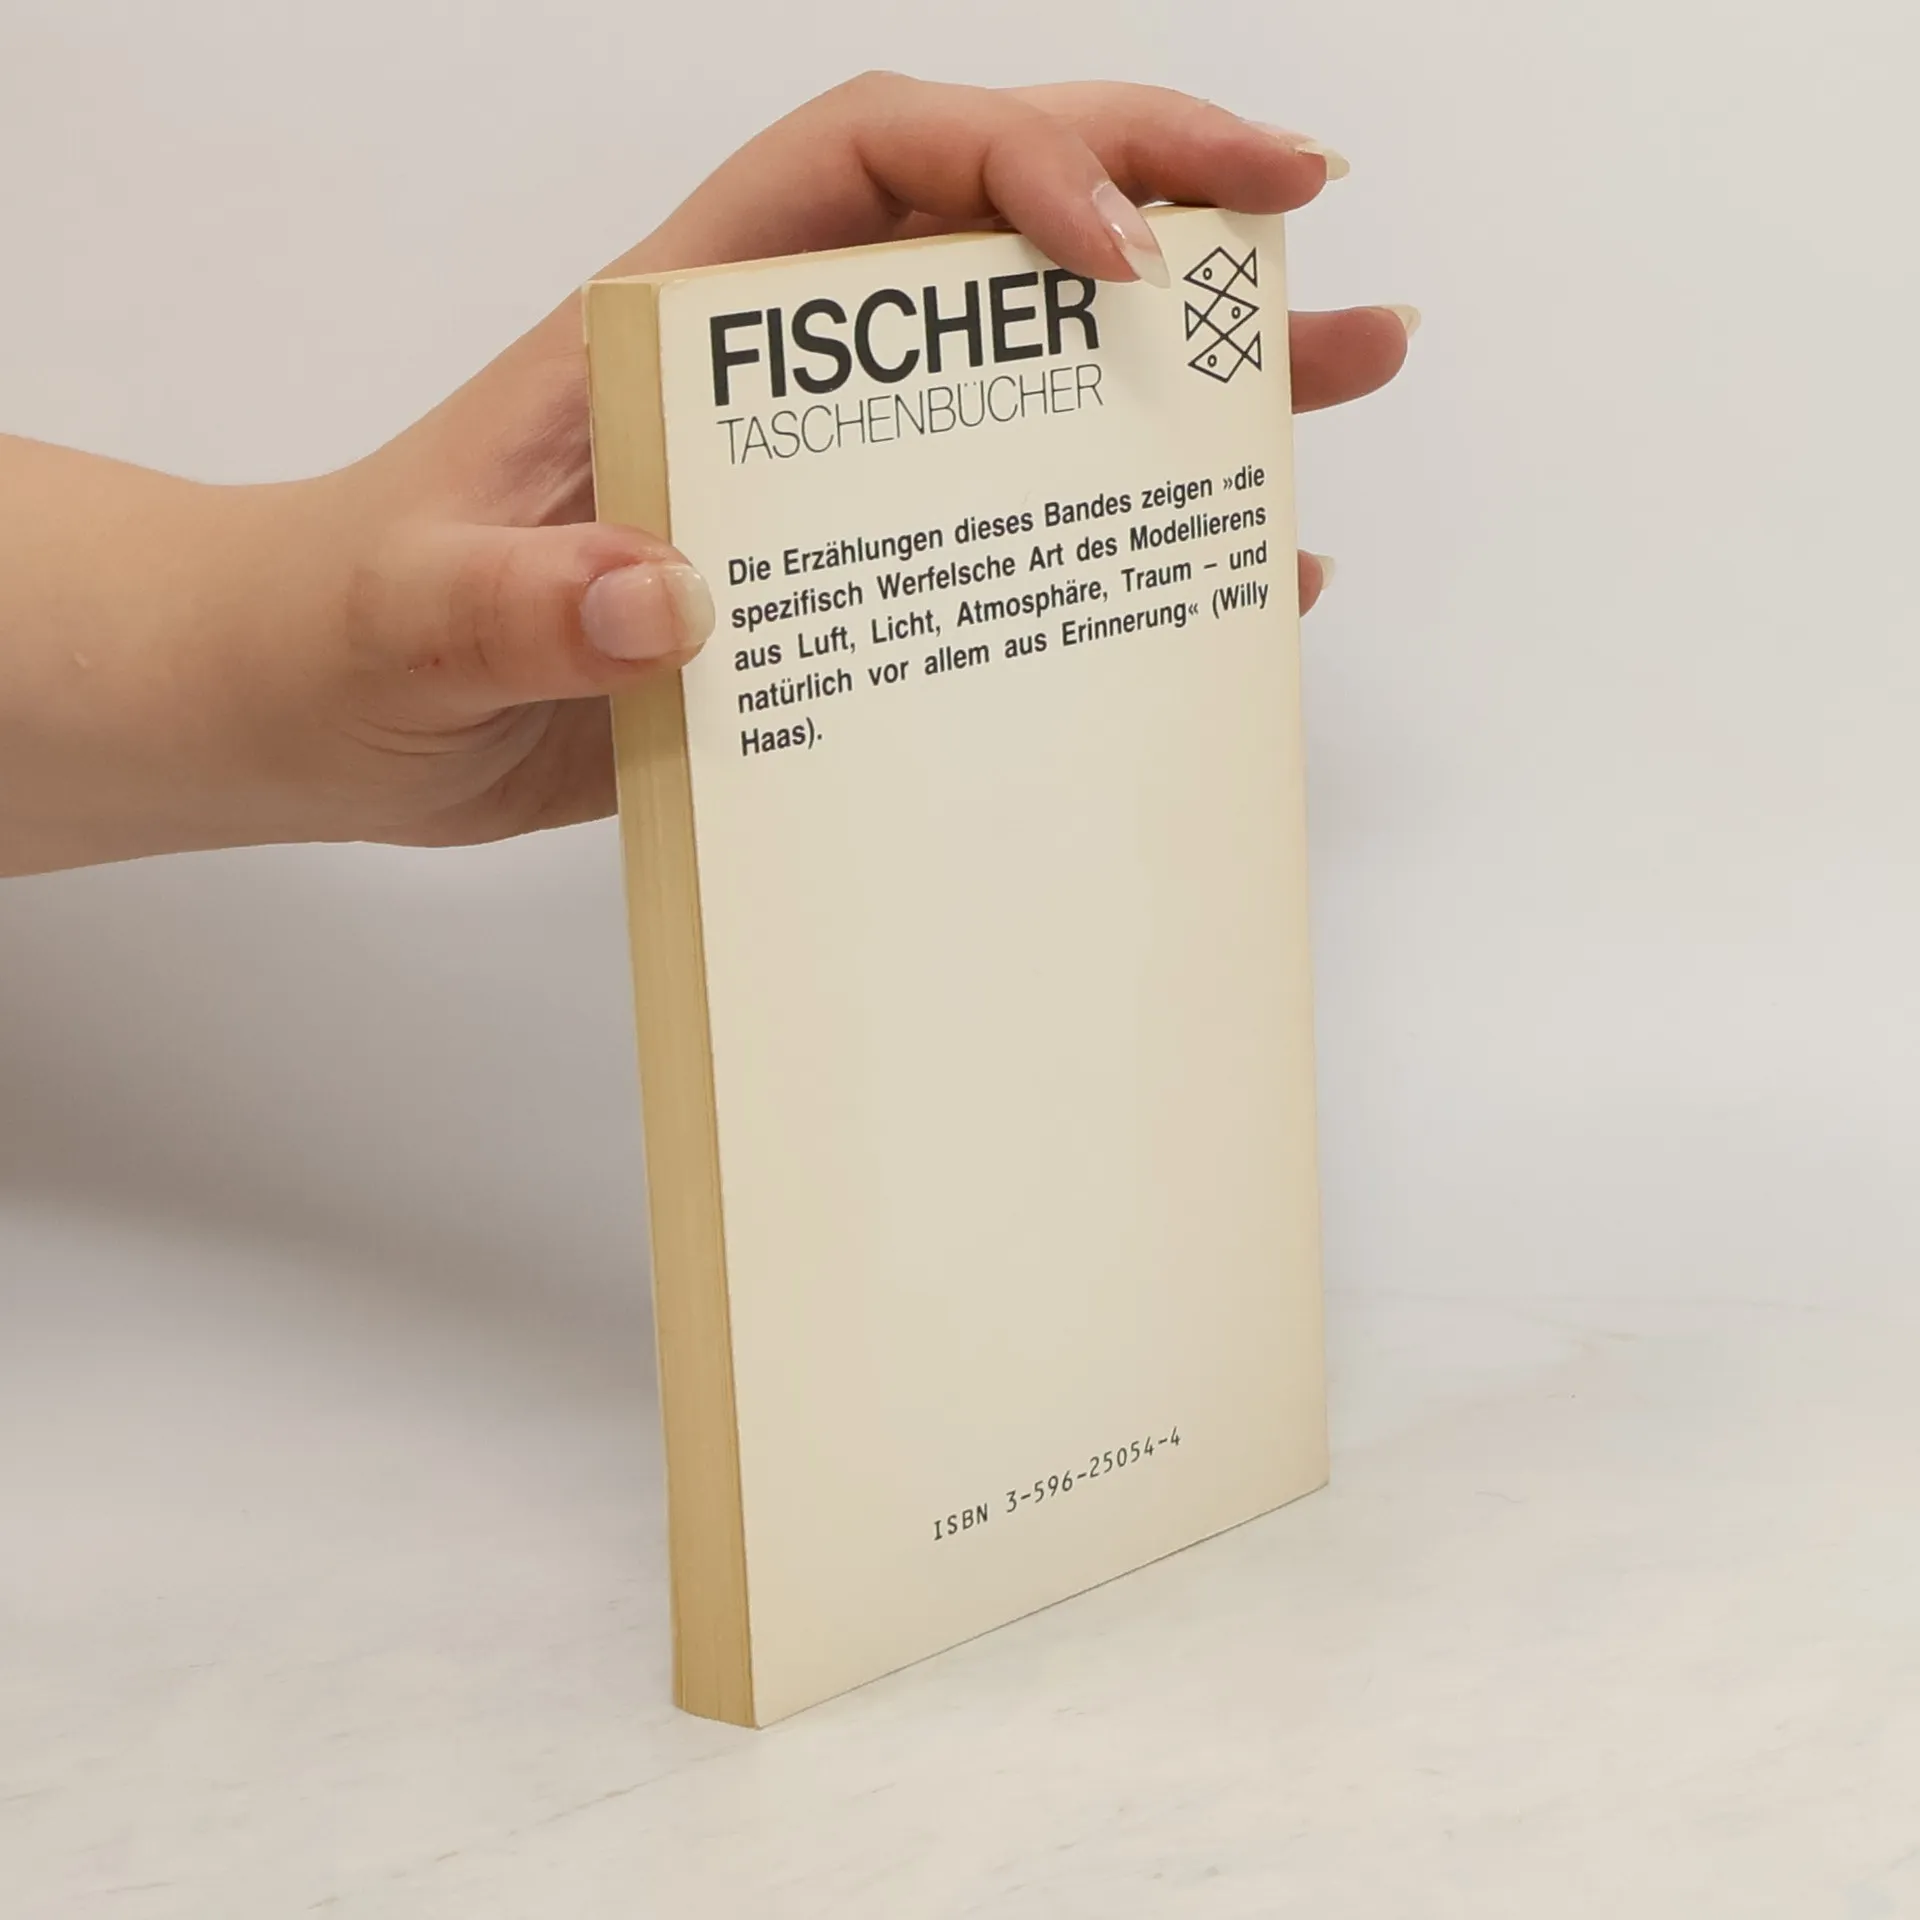 FISCHER
TASCHENBÜCHER
Die Erzählungen dieses Bandes zeigen »die
spezifisch Werfelsche Art des Modellierens
aus Luft, Licht, Atmosphäre, Traum – und
natürlich vor allem aus Erinnerung« (Willy
Haas).
ISBN 3-596-25054-4